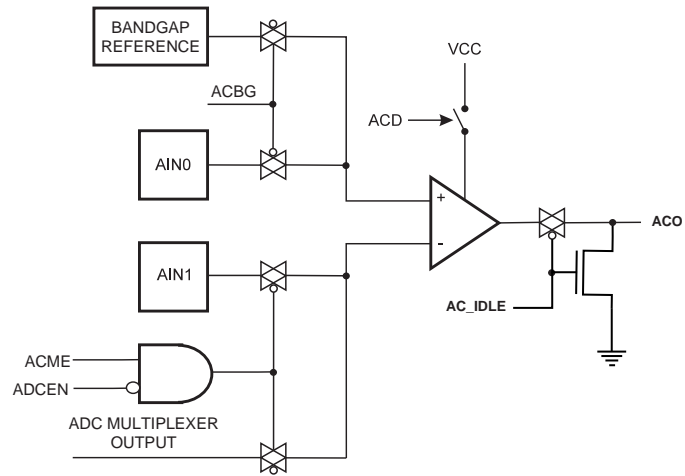 BANDGAP
REFERENCE
VCC
ACBG
ACD
AIN0
+
-
ACO
AIN1
AC_IDLE
ACME
ADCEN
ADC MULTIPLEXER
OUTPUT